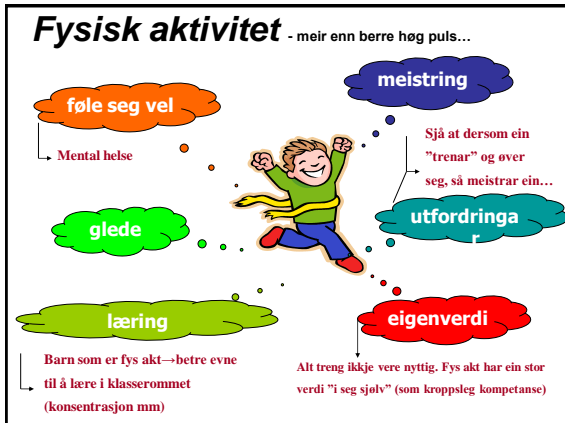 Fysisk aktivitet - meir enn berre høg puls…
føle seg vel
Mental helse
meistring
Sjå at dersom ein
”trenar” og øver
seg, så meistrar ein…
glede
utfordringa
r
læring
Barn som er fys akt→betre evne
til å lære i klasserommet
(konsentrasjon mm)
eigenverdi
Alt treng ikkje vere nyttig. Fys akt har ein stor
verdi ”i seg sjølv” (som kroppsleg kompetanse)